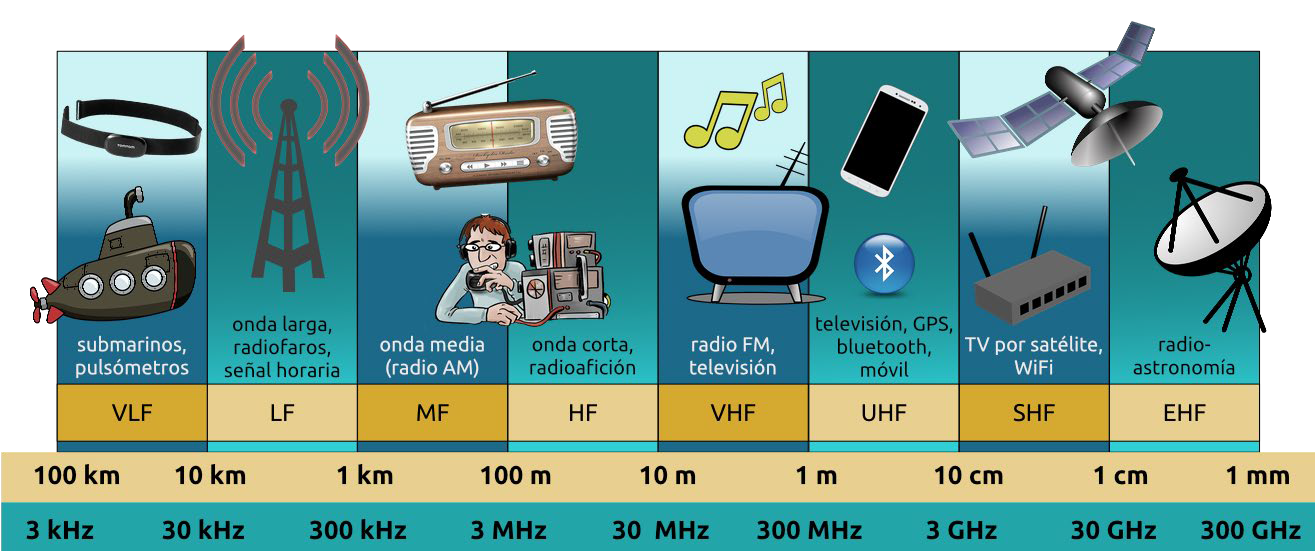 submarinos,
pulsómetros
onda larga,
radiofaros,
señal horaria
onda media
(radio AM)
onda corta,
radioafición
radio FM,
televisión
televisión, GPS,
bluetooth,
móvil
TV por satélite,
WiFi
radio-
astronomía
VLF LF MF HF VHF UHF SHF EHF
100 km 10 km 1 km 100 m 10 m 1 m 10 cm 1 cm 1 mm
3 kHz 30 kHz 300 kHz 3 MHz 30 MHz 300 MHz 3 GHz 30 GHz 300 GHz